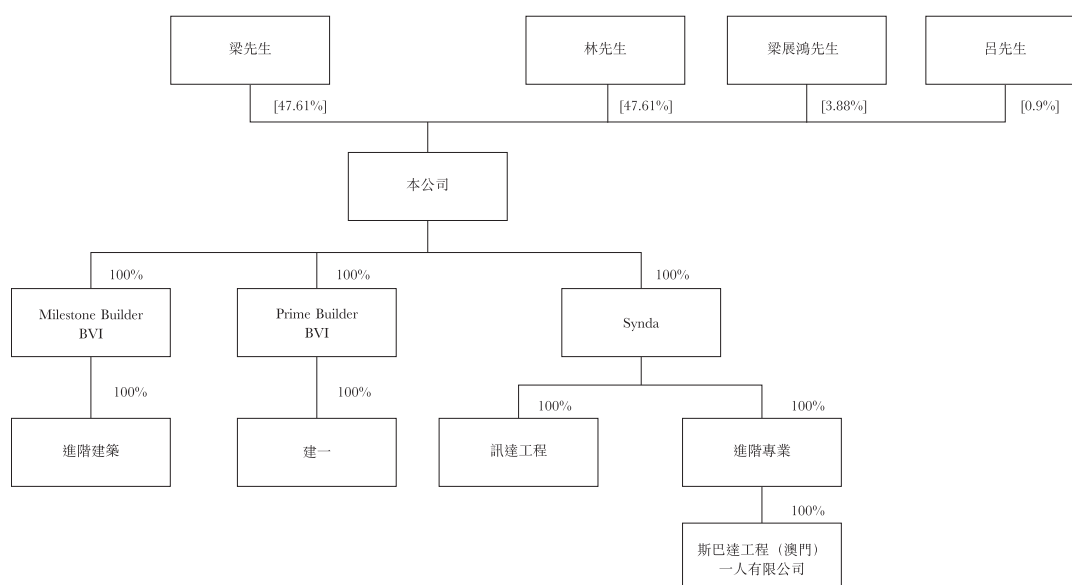 梁先生
林先生
梁展鴻先生
呂先生
[47.61%]
[47.61%]
[3.88%]
[0.9%]
本公司
100%
100%
100%
Milestone Builder
BVI
Prime Builder
BVI
Synda
100%
100%
100%
100%
進階建築
建一
訊達工程
進階專業
100%
斯巴達工程（澳門）
一人有限公司